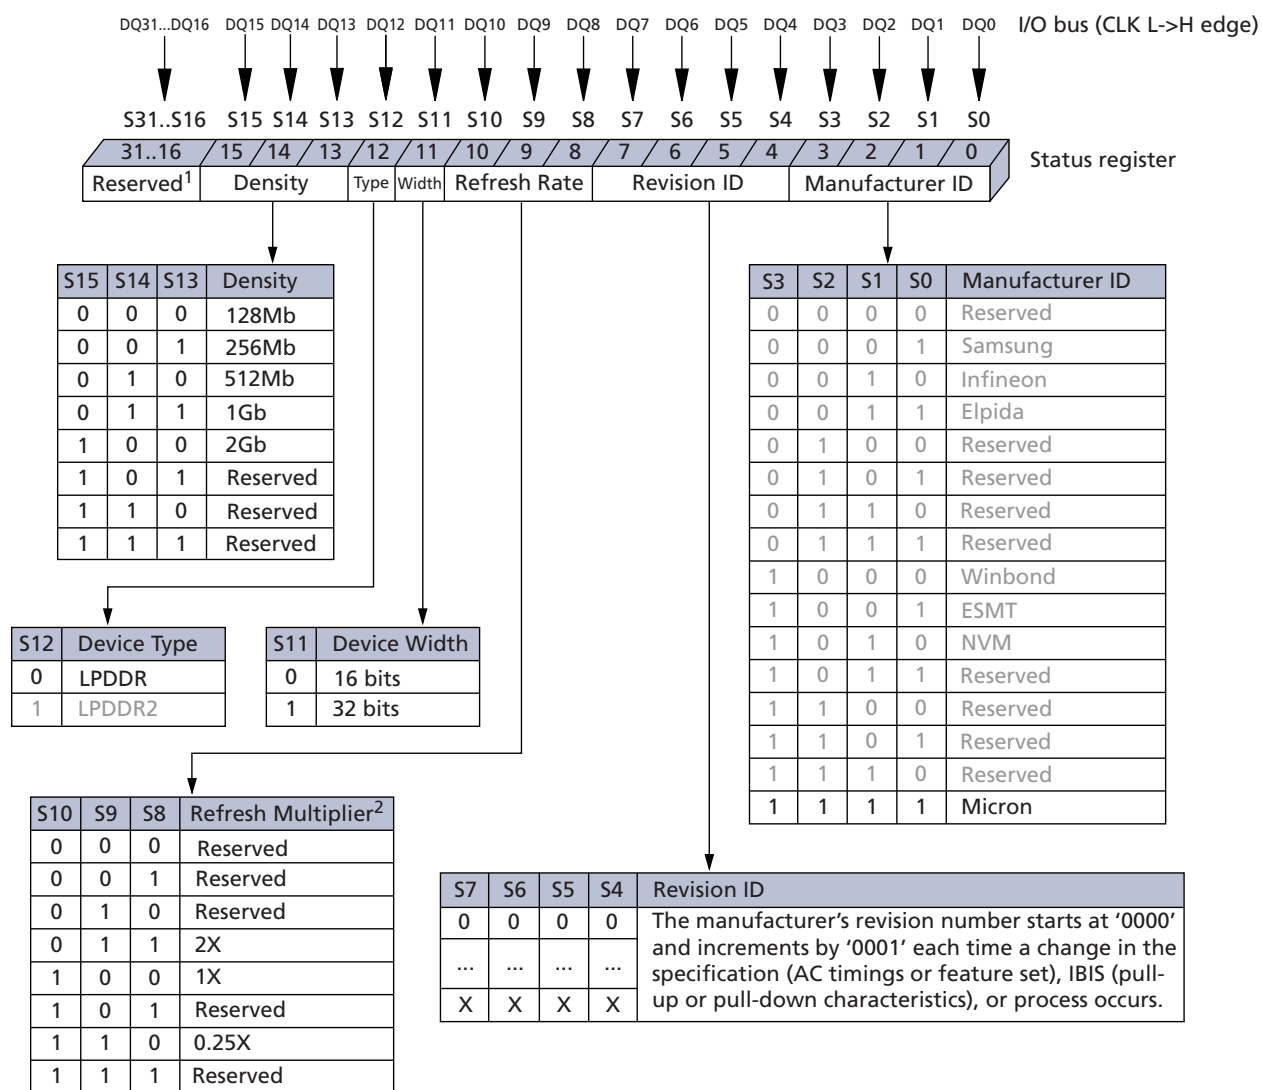 DQ31...DQ16 DQ15 DQ14 DQ13 DQ12 DQ11 DQ10 DQ9 DQ8 DQ7 DQ6 DQ5 DQ4 DQ3 DQ2 DQ1 DQ0 I/O bus (CLK L->H edge)
S31..S16 S15 S14 S13 S12 S11 S10 S9 S8 S7 S6 S5 S4 S3 S2 S1 S0
31..16 15 14 13 12 11 10 9 8 7 6 5 4 3 2 1 0 Status register
Reserved1 Density Type Width Refresh Rate Revision ID Manufacturer ID
S15 S14 S13 Density
0 0 0 128Mb
0 0 1 256Mb
0 1 0 512Mb
0 1 1 1Gb
1 0 0 2Gb
1 0 1 Reserved
1 1 0 Reserved
1 1 1 Reserved
S3 S2 S1 S0 Manufacturer ID
0 0 0 0 Reserved
0 0 0 1 Samsung
0 0 1 0 Infineon
0 0 1 1 Elpida
0 1 0 0 Reserved
0 1 0 1 Reserved
0 1 1 0 Reserved
0 1 1 1 Reserved
1 0 0 0 Winbond
1 0 0 1 ESMT
1 0 1 0 NVM
1 0 1 1 Reserved
1 1 0 0 Reserved
1 1 0 1 Reserved
1 1 1 0 Reserved
1 1 1 1 Micron
S12 Device Type
0 LPDDR
1 LPDDR2
S11 Device Width
0 16 bits
1 32 bits
S10 S9 S8 Refresh Multiplier2
0 0 0 Reserved
0 0 1 Reserved
0 1 0 Reserved
0 1 1 2X
1 0 0 1X
1 0 1 Reserved
1 1 0 0.25X
1 1 1 Reserved
S7 S6 S5 S4 Revision ID
0 0 0 0 The manufacturer’s revision number starts at ‘0000’
and increments by ‘0001’ each time a change in the
... ... ... ... specification (AC timings or feature set), IBIS (pull-
X X X X up or pull-down characteristics), or process occurs.